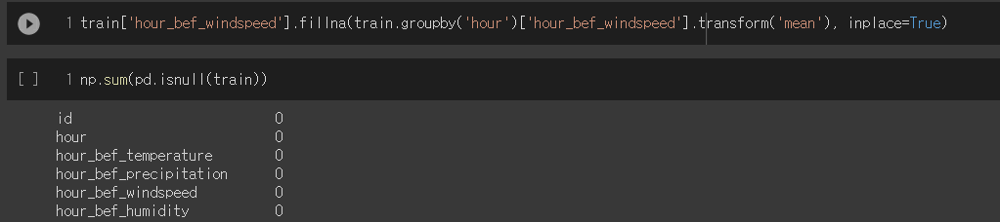 1 train['hour_bef_windspeed'].fillna(train.groupby('hour')['hour_bef_windspeed'].transform('mean'), inplace=True)
[ ] 1 np.sum(pd.isnull(train))
id 0
hour 0
hour_bef_temperature 0
hour_bef_precipitation 0
hour_bef_windspeed 0
hour_bef_humidity 0